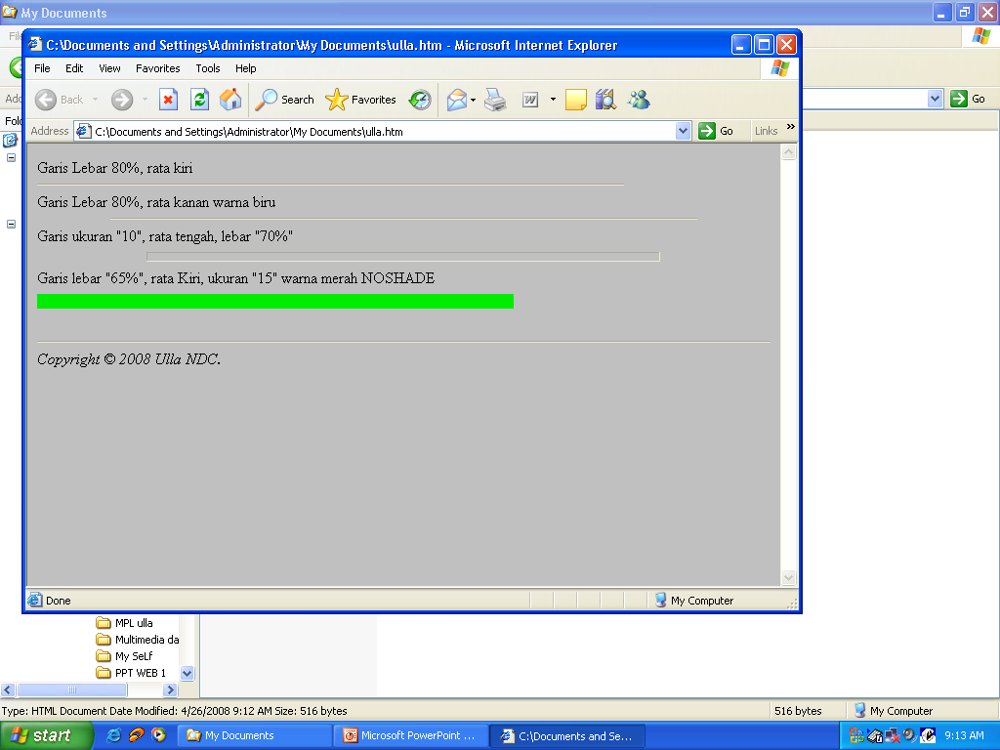 My Documents
C:\Documents and Settings\Administrator\My Documents\ulla.htm - Microsoft Internet Explorer
File Edit View Favorites Tools Help
Back Search Favorites
Address C:\Documents and Settings\Administrator\My Documents\ulla.htm Go Links »
Go
Garis Lebar 80%, rata kiri
Garis Lebar 80%, rata kanan warna biru
Garis ukuran "10", rata tengah, lebar "70%"
Garis lebar "65%", rata Kiri, ukuran "15" warna merah NOSHADE
Copyright © 2008 Ulla NDC.
Done My Computer
MPL ulla
Multimedia da
My SeLf
PPT WEB 1
Type: HTML Document Date Modified: 4/26/2008 9:12 AM Size: 516 bytes 516 bytes My Computer
start My Documents Microsoft PowerPoint ... C:\Documents and Se... 9:13 AM